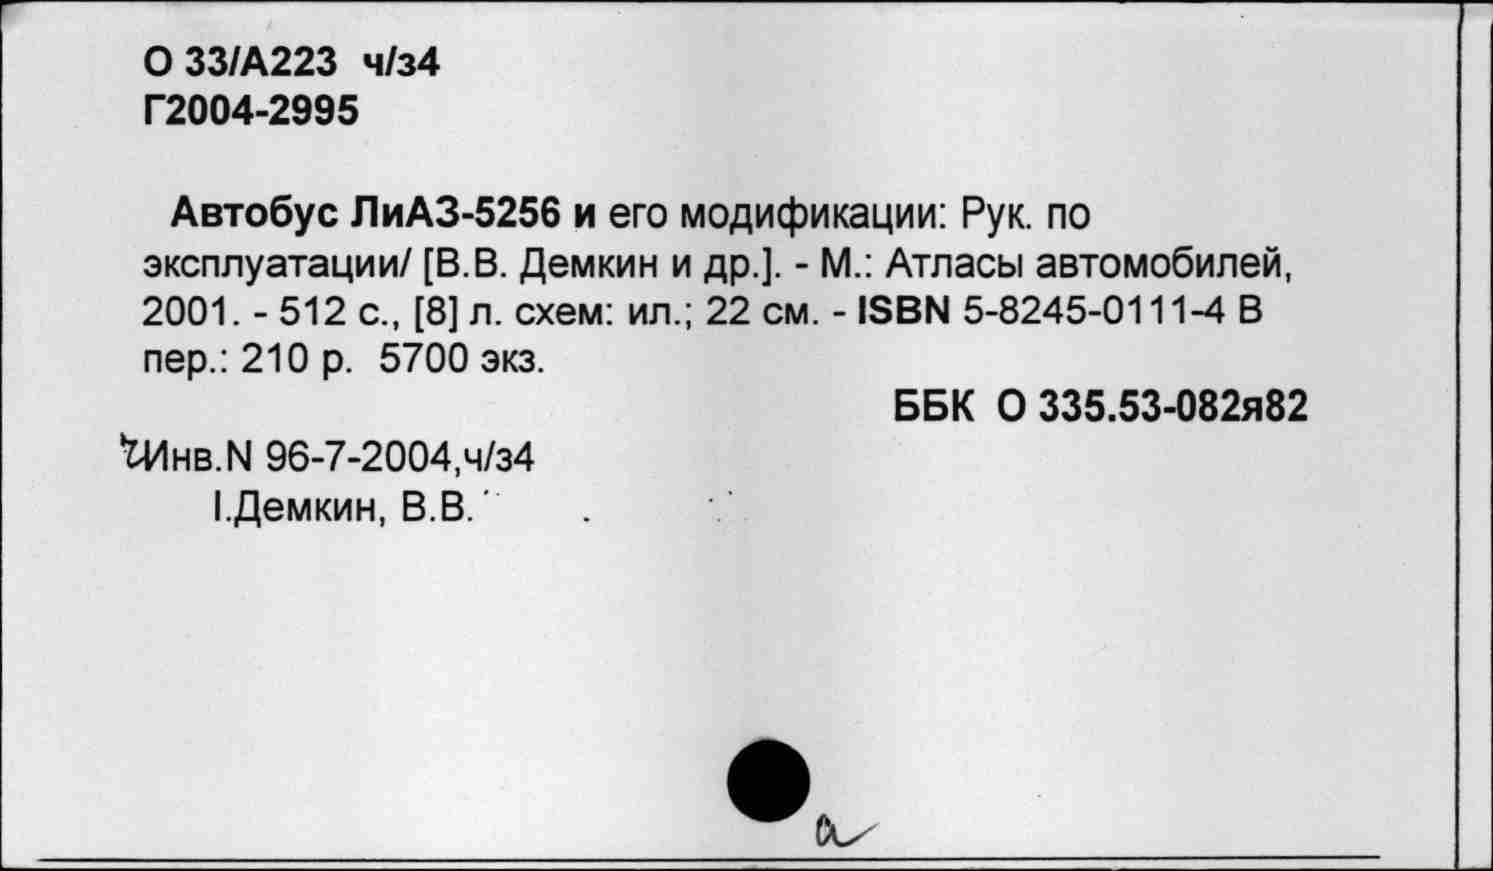 О 33/А223 ч/з4
Г2004-2995
Автобус ЛиАЗ-5256 и его модификации: Рук. по
эксплуатации/ [В.В. Демкин и др.]. - М.: Атласы автомобилей,
2001. - 512 с., [8] л. схем: ил.; 22 см. - ISBN 5-8245-0111-4 В
пер.: 210 р. 5700 экз.
ББК О 335.53-082я82
Инв.N 96-7-2004,ч/з4
I.Демкин, В.В.